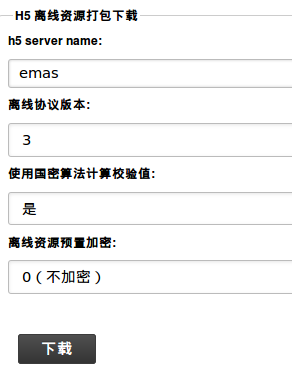 H5 离线资源打包下载
h5 server name:
emas
离线协议版本:
3
使用国密算法计算校验值:
是
离线资源预置加密:
0（不加密）
下载